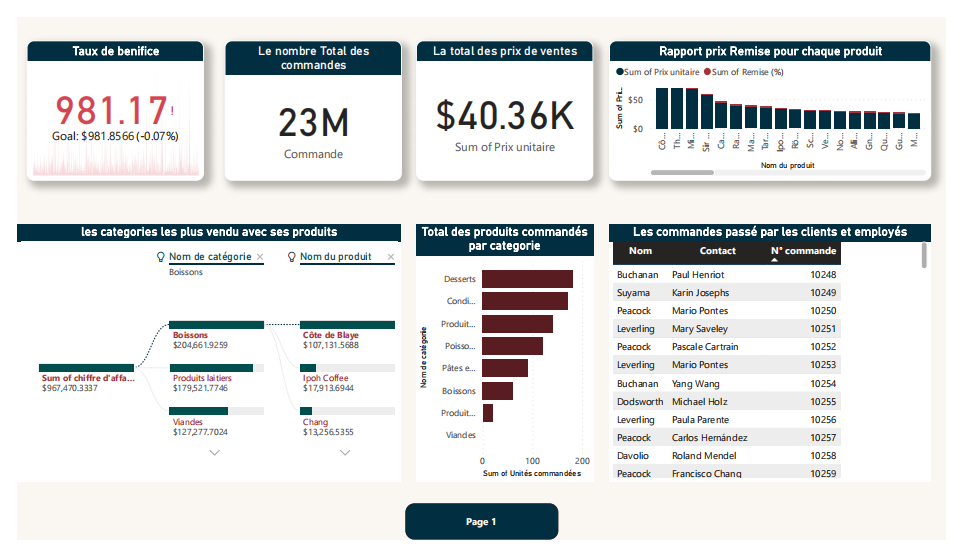 Taux de benifice
981.17!
Goal: $981.8566 (-0.07%)
Le nombre Total des
commandes
23M
Commande
La total des prix de ventes
$40.36K
Sum of Prix unitaire
Rapport prix Remise pour chaque produit
Sum of Prix unitaire Sum of Remise (%)
Sum of Pri...
$50
$0
Cô... Th... Mi... Sir ... Ca... Ra... Ma... Tar... Ipo... Rö... Sc... Ve... No... Alli... Gn... Qu... Gu... M...
Nom du produit
les categories les plus vendu avec ses produits
Nom de catégorie
Boissons
Nom du produit
Sum of chiffre d'affa...
$967,470.3337
Boissons
$204,661.9259
Produits laitiers
$179,521.7746
Viandes
$127,277.7024
Côte de Blaye
$107,131.5688
Ipoh Coffee
$17,913.6944
Chang
$13,256.5355
Total des produits commandés
par categorie
Nom de catégorie
Desserts
Condi...
Produit...
Poisso...
Pâtes e...
Boissons
Produit...
Viandes
0 100 200
Sum of Unités commandées
Les commandes passé par les clients et employés
Nom Contact N° commande
Buchanan Paul Henriot 10248
Suyama Karin Josephs 10249
Peacock Mario Pontes 10250
Leverling Mary Saveley 10251
Peacock Pascale Cartrain 10252
Leverling Mario Pontes 10253
Buchanan Yang Wang 10254
Dodsworth Michael Holz 10255
Leverling Paula Parente 10256
Peacock Carlos Hernández 10257
Davolio Roland Mendel 10258
Peacock Francisco Chang 10259
Page 1